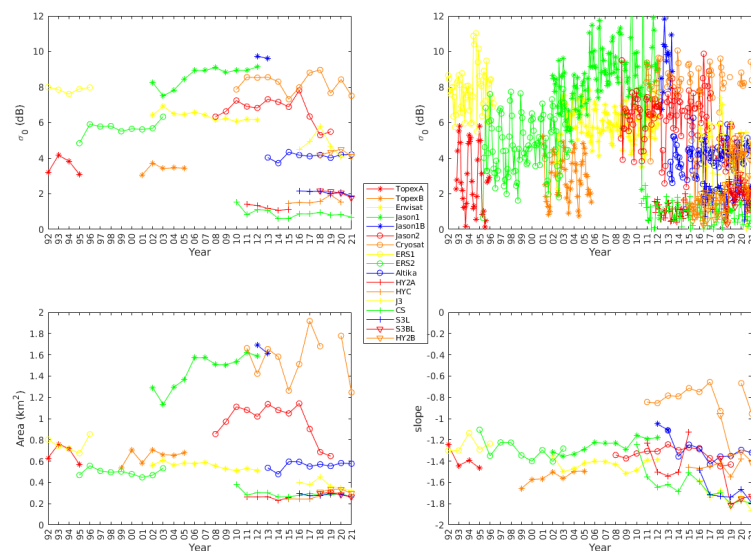 12
10
8
6
4
2
0
σ0 (dB)
92 93 94 95 96 97 98 99 00 01 02 03 04 05 06 07 08 09 10 11 12 13 14 15 16 17 18 19 20 21
Year
12
10
8
6
4
2
0
σ0 (dB)
92 93 94 95 96 97 98 99 00 01 02 03 04 05 06 07 08 09 10 11 12 13 14 15 16 17 18 19 20 21
Year
TopexA
TopexB
Envisat
Jason1
Jason1B
Jason2
Cryosat
ERS1
ERS2
Altika
HY2A
HYC
J3
CS
S3L
S3BL
HY2B
2
1.8
1.6
1.4
1.2
1
0.8
0.6
0.4
0.2
0
Area (km2)
92 93 94 95 96 97 98 99 00 01 02 03 04 05 06 07 08 09 10 11 12 13 14 15 16 17 18 19 20 21
Year
0
-0.2
-0.4
-0.6
-0.8
-1
-1.2
-1.4
-1.6
-1.8
-2
slope
92 93 94 95 96 97 98 99 00 01 02 03 04 05 06 07 08 09 10 11 12 13 14 15 16 17 18 19 20 21
Year